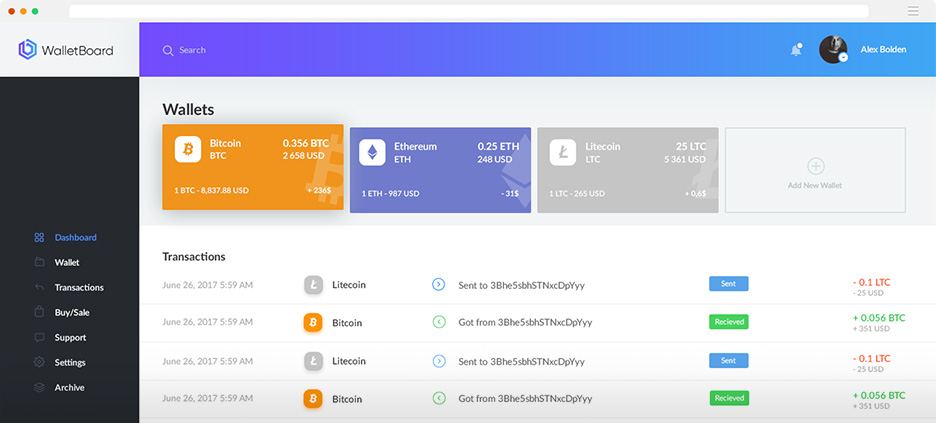 WalletBoard
Search
Alex Bolden
Wallets
Bitcoin 0.356 BTC
BTC 2 658 USD
1 BTC - 8,837.88 USD + 236$
Ethereum 0.25 ETH
ETH 248 USD
1 ETH - 987 USD - 31$
Litecoin 25 LTC
LTC 5 361 USD
1 LTC - 265 USD + 0,6$
Add New Wallet
Dashboard
Wallet
Transactions
Buy/Sale
Support
Settings
Archive
Transactions
June 26, 2017 5:59 AM Litecoin Sent to 3Bhe5sbhSTNxcDpYyy Sent - 0.1 LTC
- 25 USD
June 26, 2017 5:59 AM Bitcoin Got from 3Bhe5sbhSTNxcDpYyy Recieved + 0.056 BTC
+ 351 USD
June 26, 2017 5:59 AM Litecoin Sent to 3Bhe5sbhSTNxcDpYyy Sent - 0.1 LTC
- 25 USD
June 26, 2017 5:59 AM Bitcoin Got from 3Bhe5sbhSTNxcDpYyy Recieved + 0.056 BTC
+ 351 USD